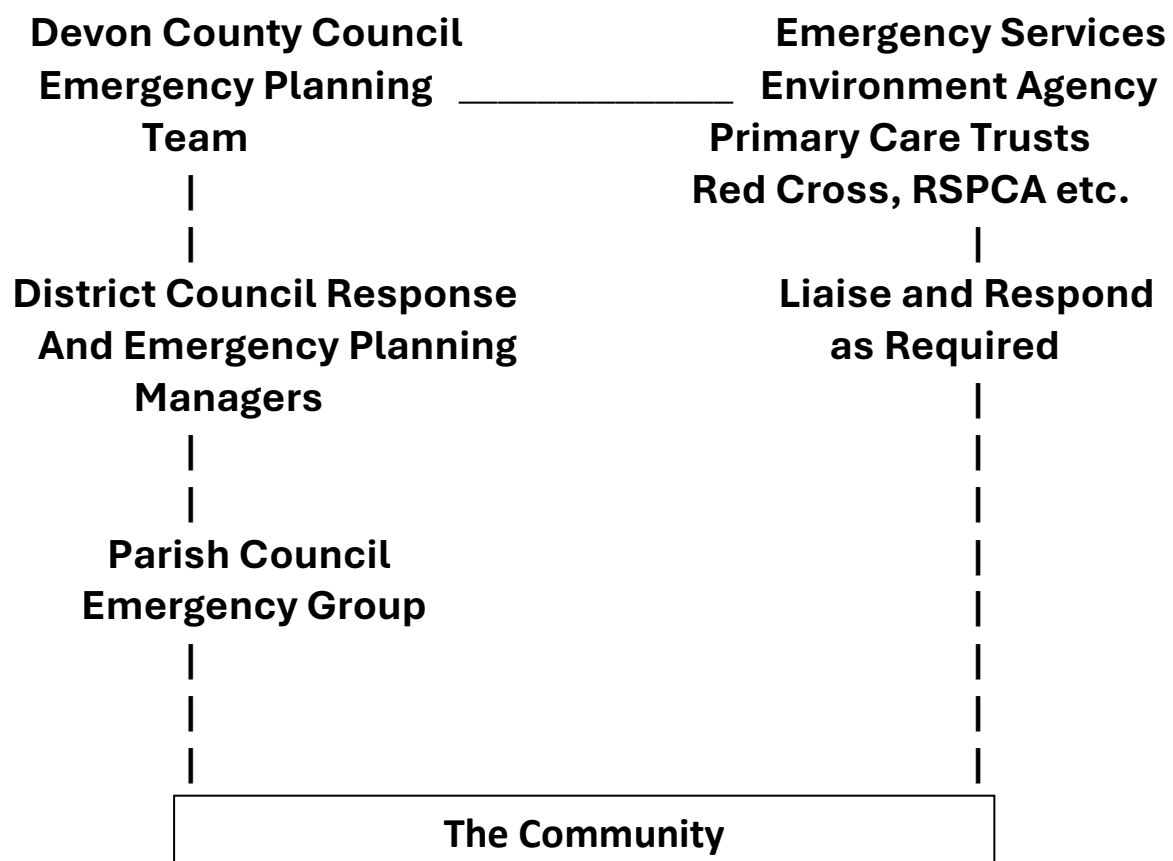 Devon County Council
Emergency Planning
Team
Emergency Services
Environment Agency
Primary Care Trusts
Red Cross, RSPCA etc.
District Council Response
And Emergency Planning
Managers
Liaise and Respond
as Required
Parish Council
Emergency Group
The Community